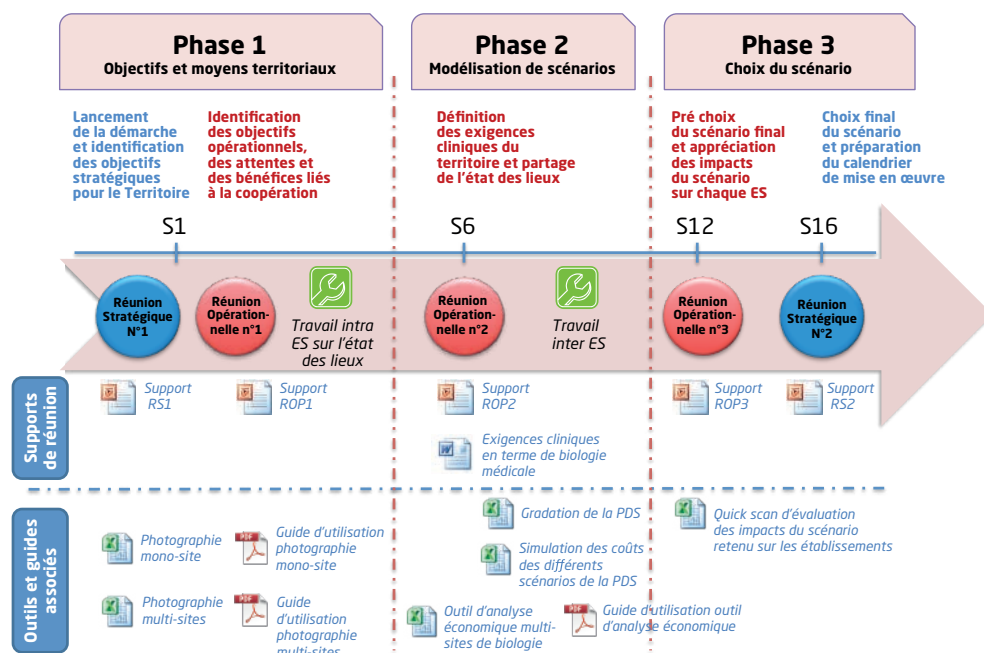 Phase 1
Objectifs et moyens territoriaux
Phase 2
Modélisation de scénarios
Phase 3
Choix du scénario
Lancement
de la démarche
et identification
des objectifs
stratégiques
pour le Territoire
Identification
des objectifs
opérationnels,
des attentes et
des bénéfices liés
à la coopération
Définition
des exigences
cliniques du
territoire et partage
de l'état des lieux
Pré choix
du scénario final
et appréciation
des impacts
du scénario
sur chaque ES
Choix final
du scénario
et préparation
du calendrier
de mise en œuvre
S1
S6
S12
S16
Réunion
Stratégique
N°1
Réunion
Opération-
nelle n°1
Travail intra
ES sur l'état
des lieux
Réunion
Opération-
nelle n°2
Travail
inter ES
Réunion
Opération-
nelle n°3
Réunion
Stratégique
N°2
Supports
de réunion
Support
RS1
Support
ROP1
Support
ROP2
Support
ROP3
Support
RS2
Exigences cliniques
en terme de biologie
médicale
Outils et guides
associés
Photographie
mono-site
Guide d'utilisation
photographie
mono-site
Photographie
multi-sites
Guide
d'utilisation
photographie
multi-sites
Gradation de la PDS
Simulation des coûts
des différents
scénarios de la PDS
Outil d'analyse
économique multi-
sites de biologie
Guide d'utilisation outil
d'analyse économique
Quick scan d'évaluation
des impacts du scénario
retenu sur les établissements